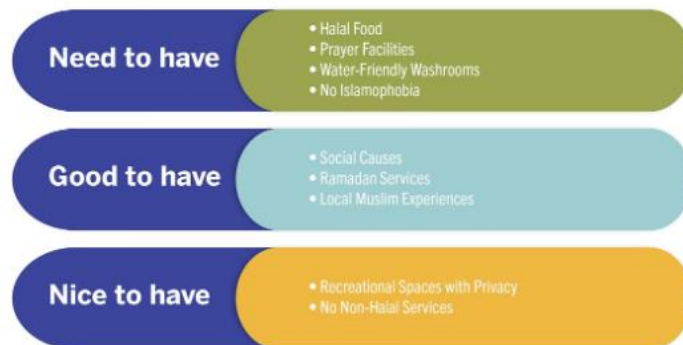 Need to have
• Halal Food
• Prayer Facilities
• Water-Friendly Washrooms
• No Islamophobia
Good to have
• Social Causes
• Ramadan Services
• Local Muslim Experiences
Nice to have
• Recreational Spaces with Privacy
• No Non-Halal Services